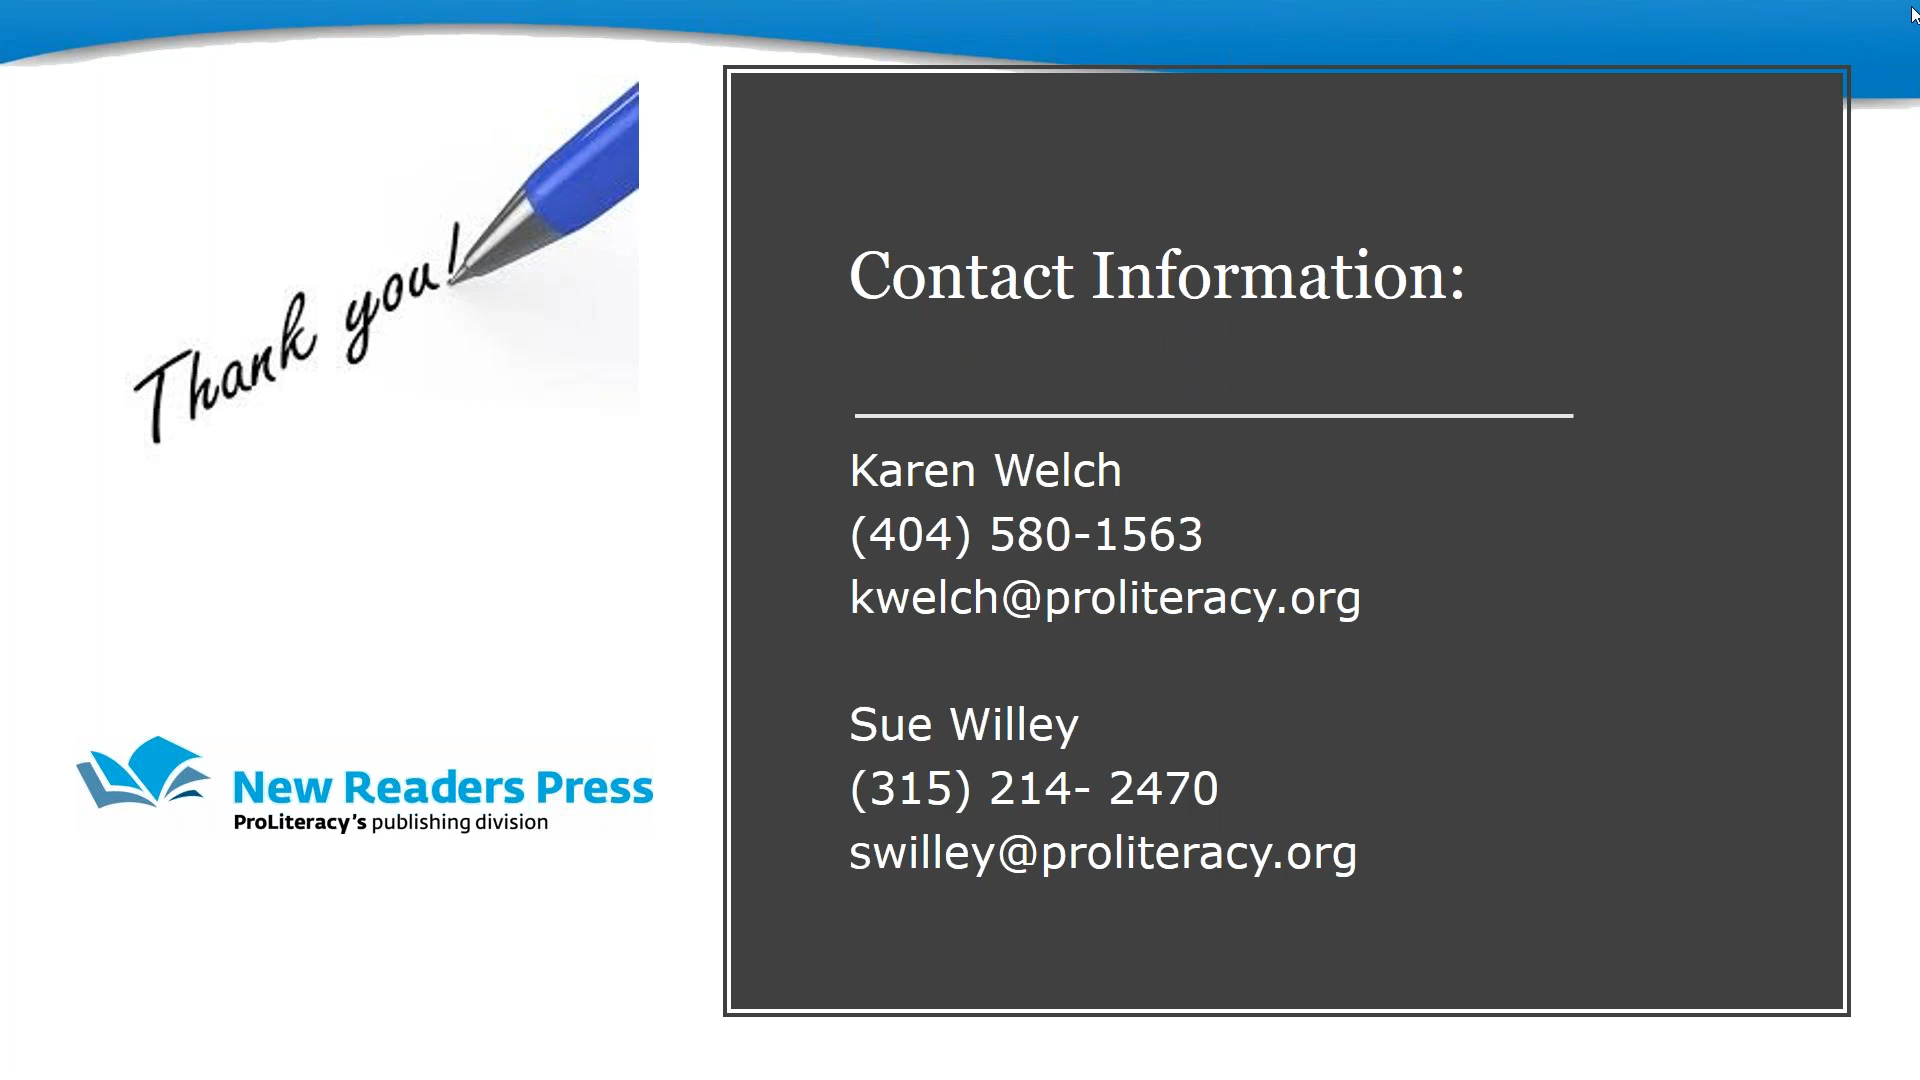 Thank you!
New Readers Press
ProLiteracy's publishing division
Contact Information:
Karen Welch
(404) 580-1563
kwelch@proliteracy.org
Sue Willey
(315) 214- 2470
swilley@proliteracy.org